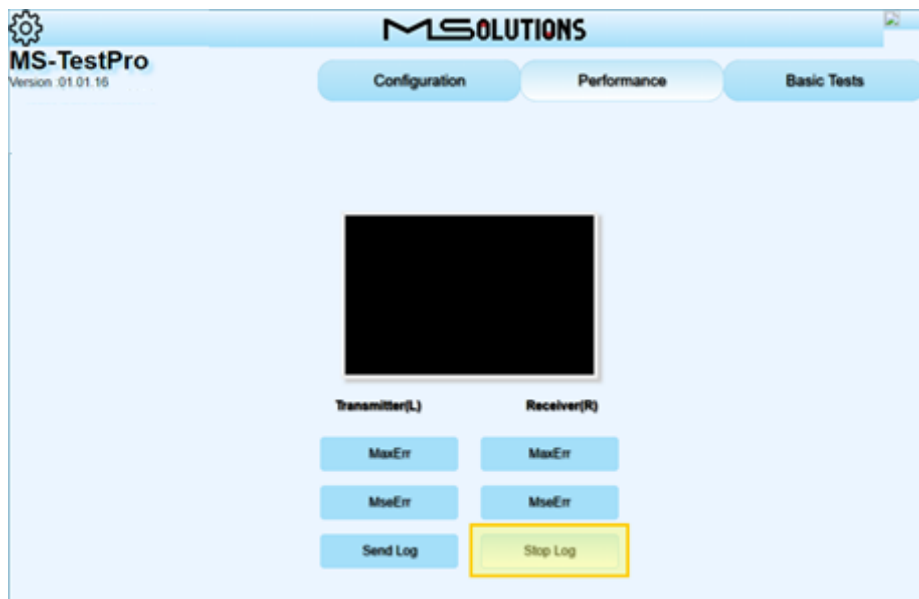 MSOLUTIONS
MS-TestPro
Version :01.01.16
Configuration Performance Basic Tests
Transmitter(L) Receiver(R)
MaxErr MaxErr
MseErr MseErr
Send Log Stop Log